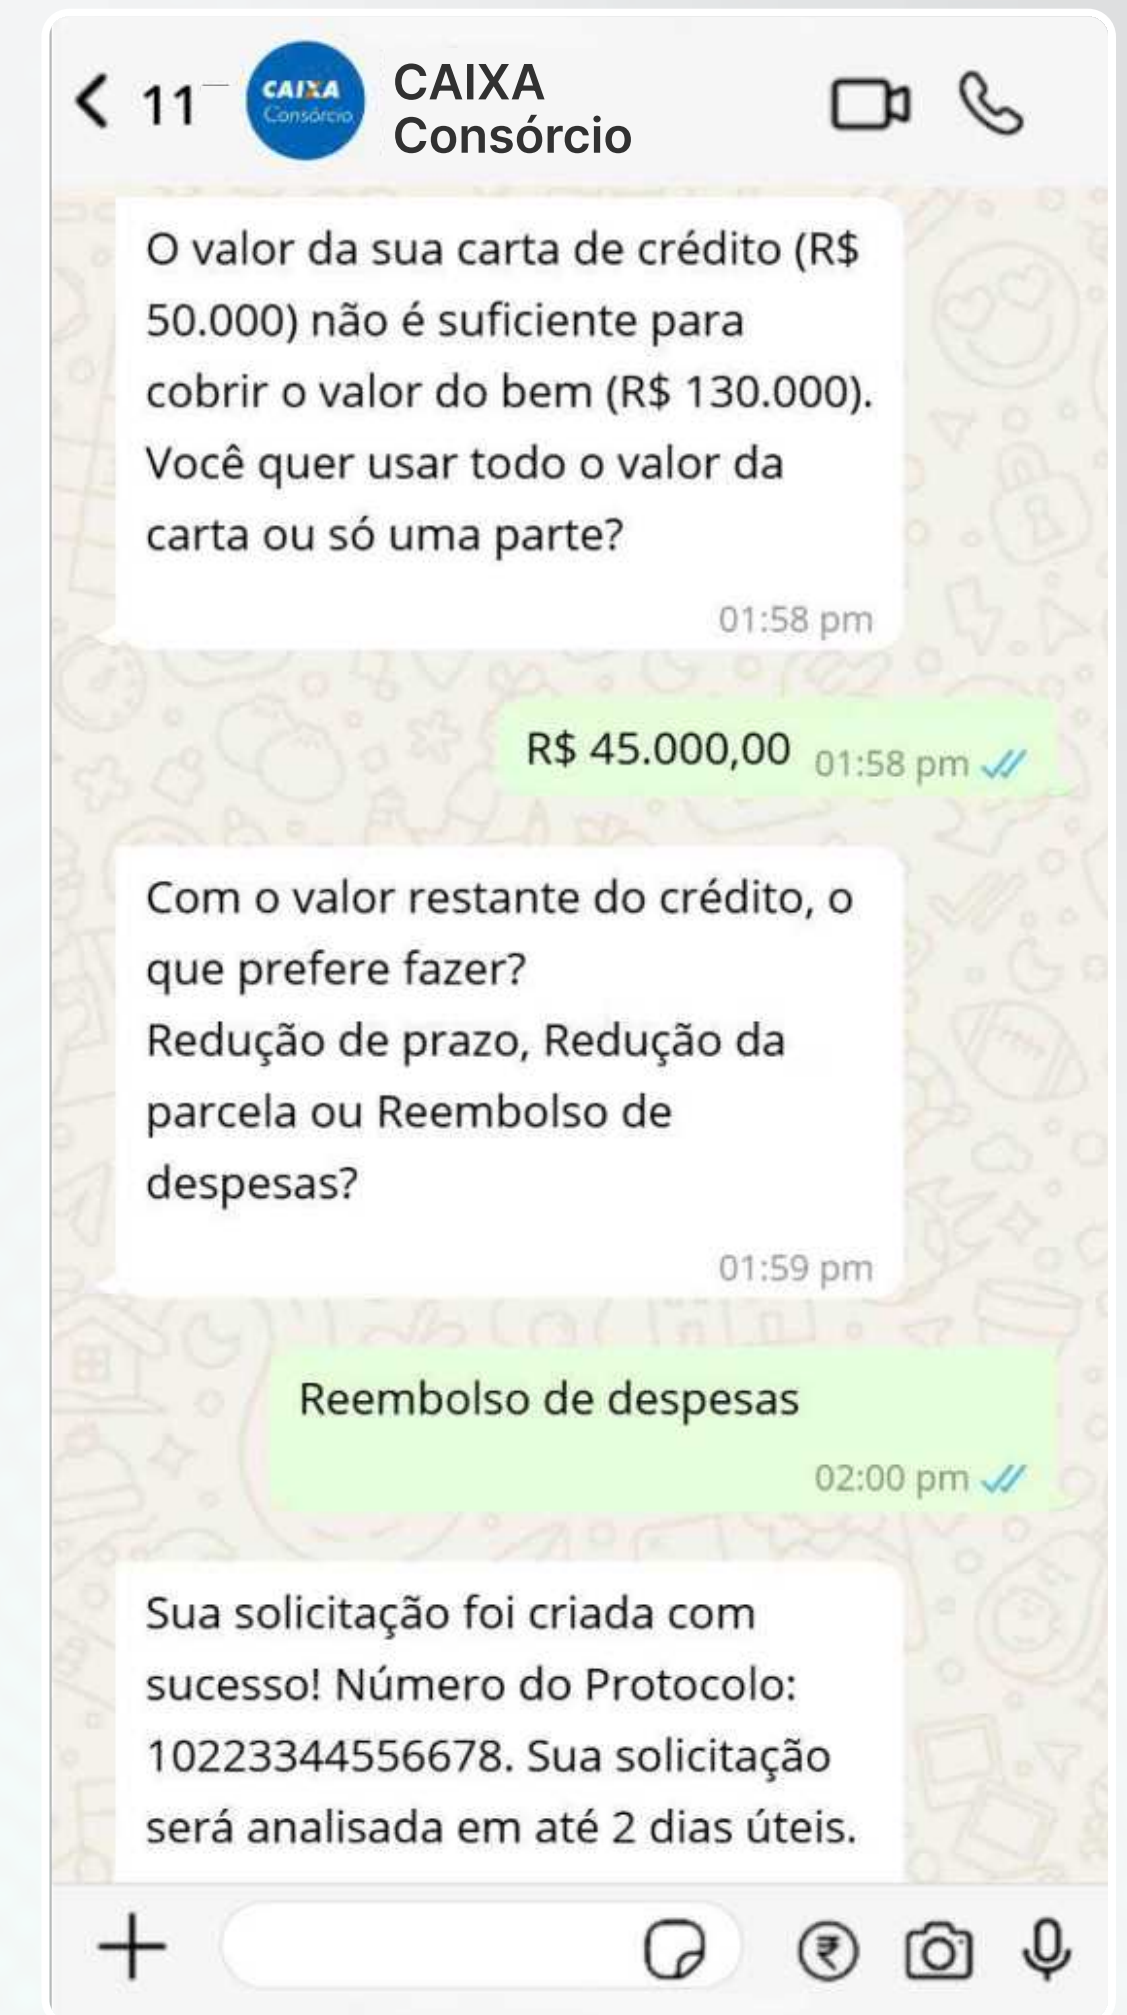 11
CAIXA
Consórcio
CAIXA
Consórcio
O valor da sua carta de crédito (R$
50.000) não é suficiente para
cobrir o valor do bem (R$ 130.000).
Você quer usar todo o valor da
carta ou só uma parte?
01:58 pm
R$ 45.000,00 01:58 pm
Com o valor restante do crédito, o
que prefere fazer?
Redução de prazo, Redução da
parcela ou Reembolso de
despesas?
01:59 pm
Reembolso de despesas
02:00 pm
Sua solicitação foi criada com
sucesso! Número do Protocolo:
10223344556678. Sua solicitação
será analisada em até 2 dias úteis.
₹